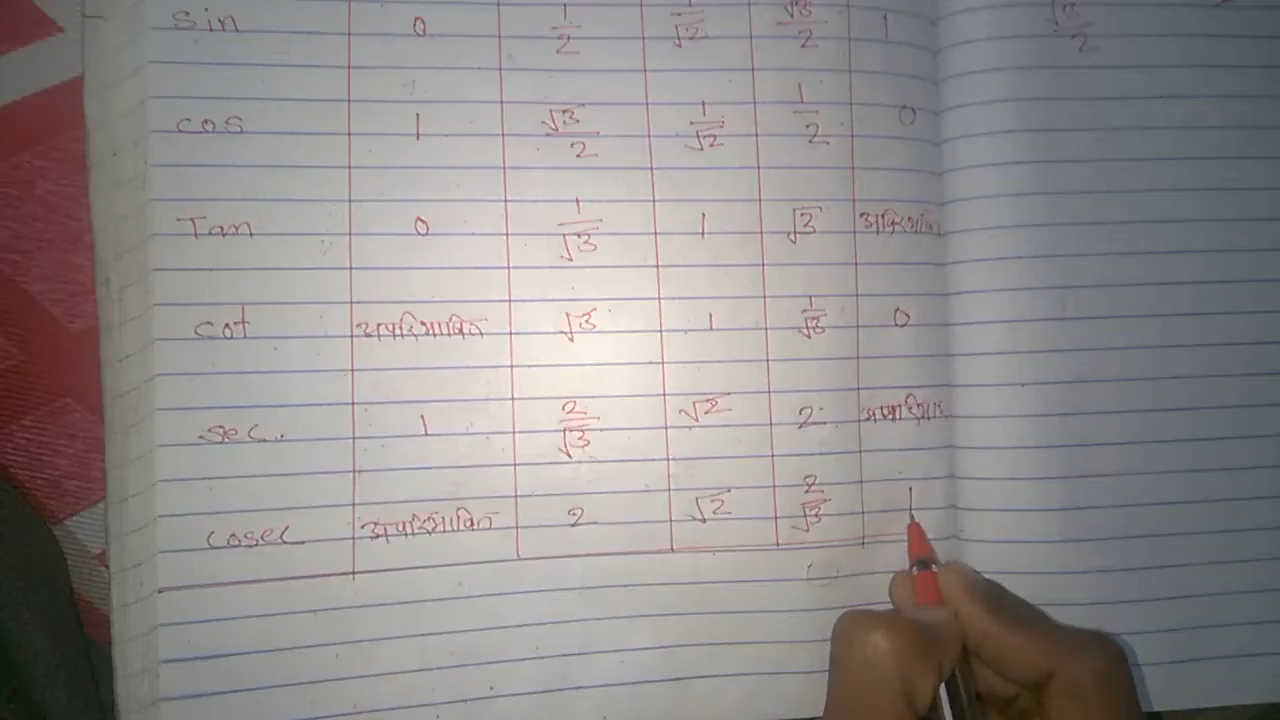 sin 0 1/2 1/√2 √3/2 1 √3/2
cos 1 √3/2 1/√2 1/2 0
Tan 0 1/√3 1 √3
cot अपरिभाषित √3 1 1/√3 0
sec. 1 2/√3 √2 2
cosec अपरिभाषित 2 √2 2/√3 1